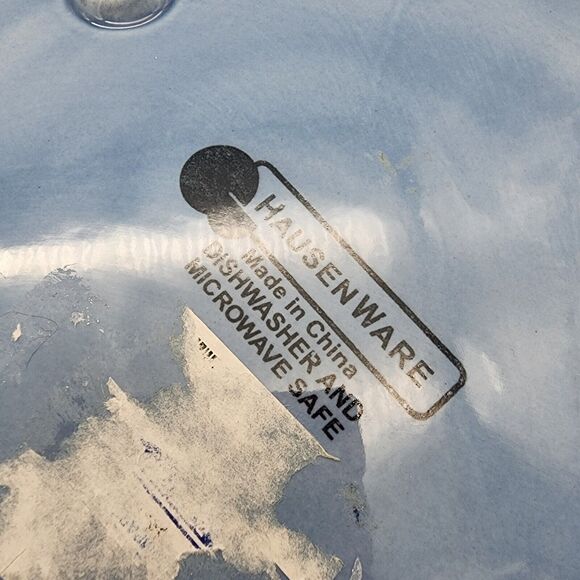 HAUSENWARE
Made in China
DISHWASHER AND
MICROWAVE SAFE